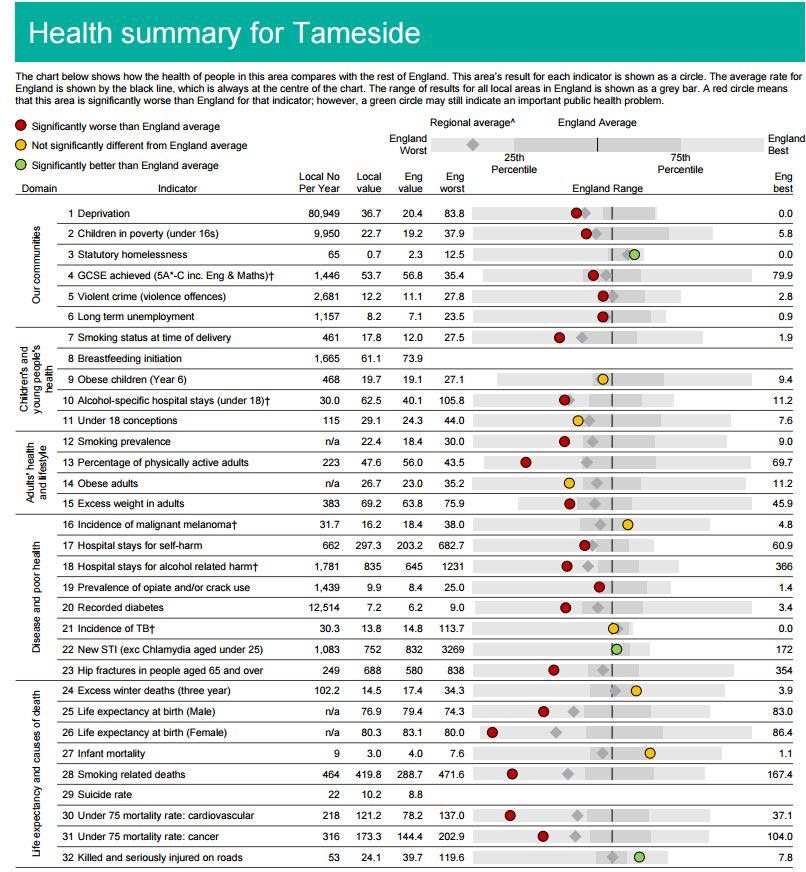 Health summary for Tameside
The chart below shows how the health of people in this area compares with the rest of England. This area's result for each indicator is shown as a circle. The average rate for
England is shown by the black line, which is always at the centre of the chart. The range of results for all local areas in England is shown as a grey bar. A red circle means
that this area is significantly worse than England for that indicator; however, a green circle may still indicate an important public health problem.
Significantly worse than England average
Not significantly different from England average
Significantly better than England average
Regional average^ England Average
England Worst
England Best
25th Percentile
75th Percentile
Domain Indicator Local No Per Year Local value Eng value Eng worst England Range Eng best
Our communities
1 Deprivation 80,949 36.7 20.4 83.8 0.0
2 Children in poverty (under 16s) 9,950 22.7 19.2 37.9 5.8
3 Statutory homelessness 65 0.7 2.3 12.5 0.0
4 GCSE achieved (5A*-C inc. Eng & Maths)† 1,446 53.7 56.8 35.4 79.9
5 Violent crime (violence offences) 2,681 12.2 11.1 27.8 2.8
6 Long term unemployment 1,157 8.2 7.1 23.5 0.9
Children's and young people's health
7 Smoking status at time of delivery 461 17.8 12.0 27.5 1.9
8 Breastfeeding initiation 1,665 61.1 73.9
9 Obese children (Year 6) 468 19.7 19.1 27.1 9.4
10 Alcohol-specific hospital stays (under 18)† 30.0 62.5 40.1 105.8 11.2
11 Under 18 conceptions 115 29.1 24.3 44.0 7.6
Adults' health and lifestyle
12 Smoking prevalence n/a 22.4 18.4 30.0 9.0
13 Percentage of physically active adults 223 47.6 56.0 43.5 69.7
14 Obese adults n/a 26.7 23.0 35.2 11.2
15 Excess weight in adults 383 69.2 63.8 75.9 45.9
Disease and poor health
16 Incidence of malignant melanoma† 31.7 16.2 18.4 38.0 4.8
17 Hospital stays for self-harm 662 297.3 203.2 682.7 60.9
18 Hospital stays for alcohol related harm† 1,781 835 645 1231 366
19 Prevalence of opiate and/or crack use 1,439 9.9 8.4 25.0 1.4
20 Recorded diabetes 12,514 7.2 6.2 9.0 3.4
21 Incidence of TB† 30.3 13.8 14.8 113.7 0.0
22 New STI (exc Chlamydia aged under 25) 1,083 752 832 3269 172
23 Hip fractures in people aged 65 and over 249 688 580 838 354
Life expectancy and causes of death
24 Excess winter deaths (three year) 102.2 14.5 17.4 34.3 3.9
25 Life expectancy at birth (Male) n/a 76.9 79.4 74.3 83.0
26 Life expectancy at birth (Female) n/a 80.3 83.1 80.0 86.4
27 Infant mortality 9 3.0 4.0 7.6 1.1
28 Smoking related deaths 464 419.8 288.7 471.6 167.4
29 Suicide rate 22 10.2 8.8
30 Under 75 mortality rate: cardiovascular 218 121.2 78.2 137.0 37.1
31 Under 75 mortality rate: cancer 316 173.3 144.4 202.9 104.0
32 Killed and seriously injured on roads 53 24.1 39.7 119.6 7.8